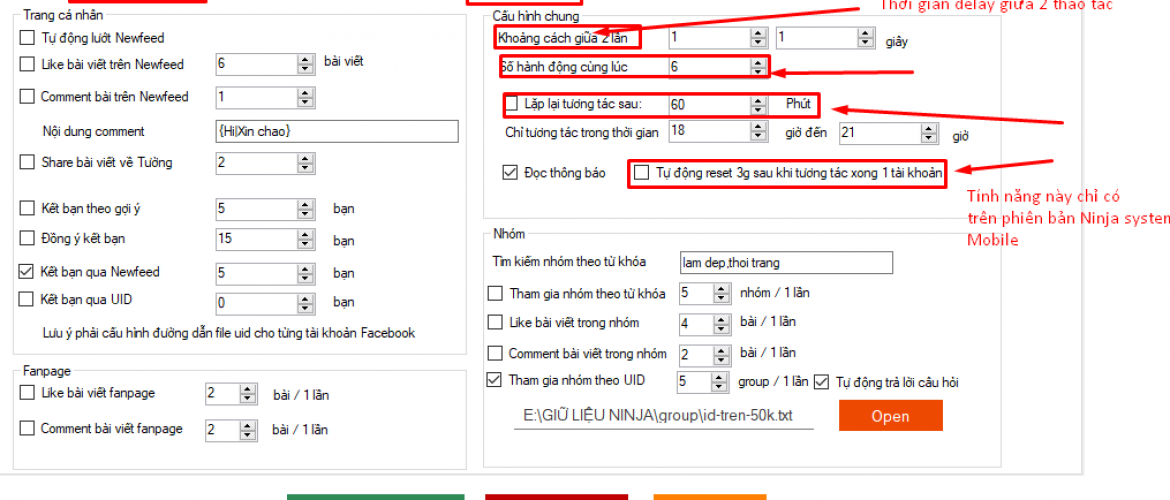 Thời gian delay giữa 2 thao tác
Trang cá nhân
Tự động lướt Newfeed
Like bài viết trên Newfeed 6 bài viết
Comment bài trên Newfeed 1
Nội dung comment {Hi|Xin chao}
Share bài viết về Tường 2
Kết bạn theo gợi ý 5 bạn
Đồng ý kết bạn 15 bạn
Kết bạn qua Newfeed 5 bạn
Kết bạn qua UID 0 bạn
Lưu ý phải cấu hình đường dẫn file uid cho từng tài khoản Facebook
Fanpage
Like bài viết fanpage 2 bài / 1 lần
Comment bài viết fanpage 2 bài / 1 lần
Cấu hình chung
Khoảng cách giữa 2 lần 1 1 giây
Số hành động cùng lúc 6
Lặp lại tương tác sau: 60 Phút
Chỉ tương tác trong thời gian 18 giờ đến 21 giờ
Đọc thông báo Tự động reset 3g sau khi tương tác xong 1 tài khoản
Tính năng này chỉ có
trên phiên bản Ninja system
Mobile
Nhóm
Tìm kiếm nhóm theo từ khóa lam dep,thoi trang
Tham gia nhóm theo từ khóa 5 nhóm / 1 lần
Like bài viết trong nhóm 4 bài / 1 lần
Comment bài viết trong nhóm 2 bài / 1 lần
Tham gia nhóm theo UID 5 group / 1 lần Tự động trả lời câu hỏi
E:\GIỮ LIỆU NINJA\group\id-tren-50k.txt Open